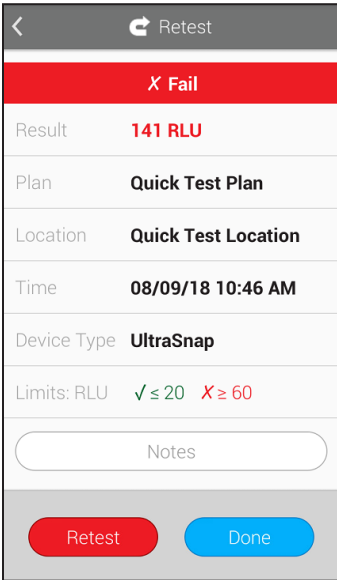 Retest
✗ Fail
Result 141 RLU
Plan Quick Test Plan
Location Quick Test Location
Time 08/09/18 10:46 AM
Device Type UltraSnap
Limits: RLU √ ≤ 20 ✗ ≥ 60
Notes
Retest Done